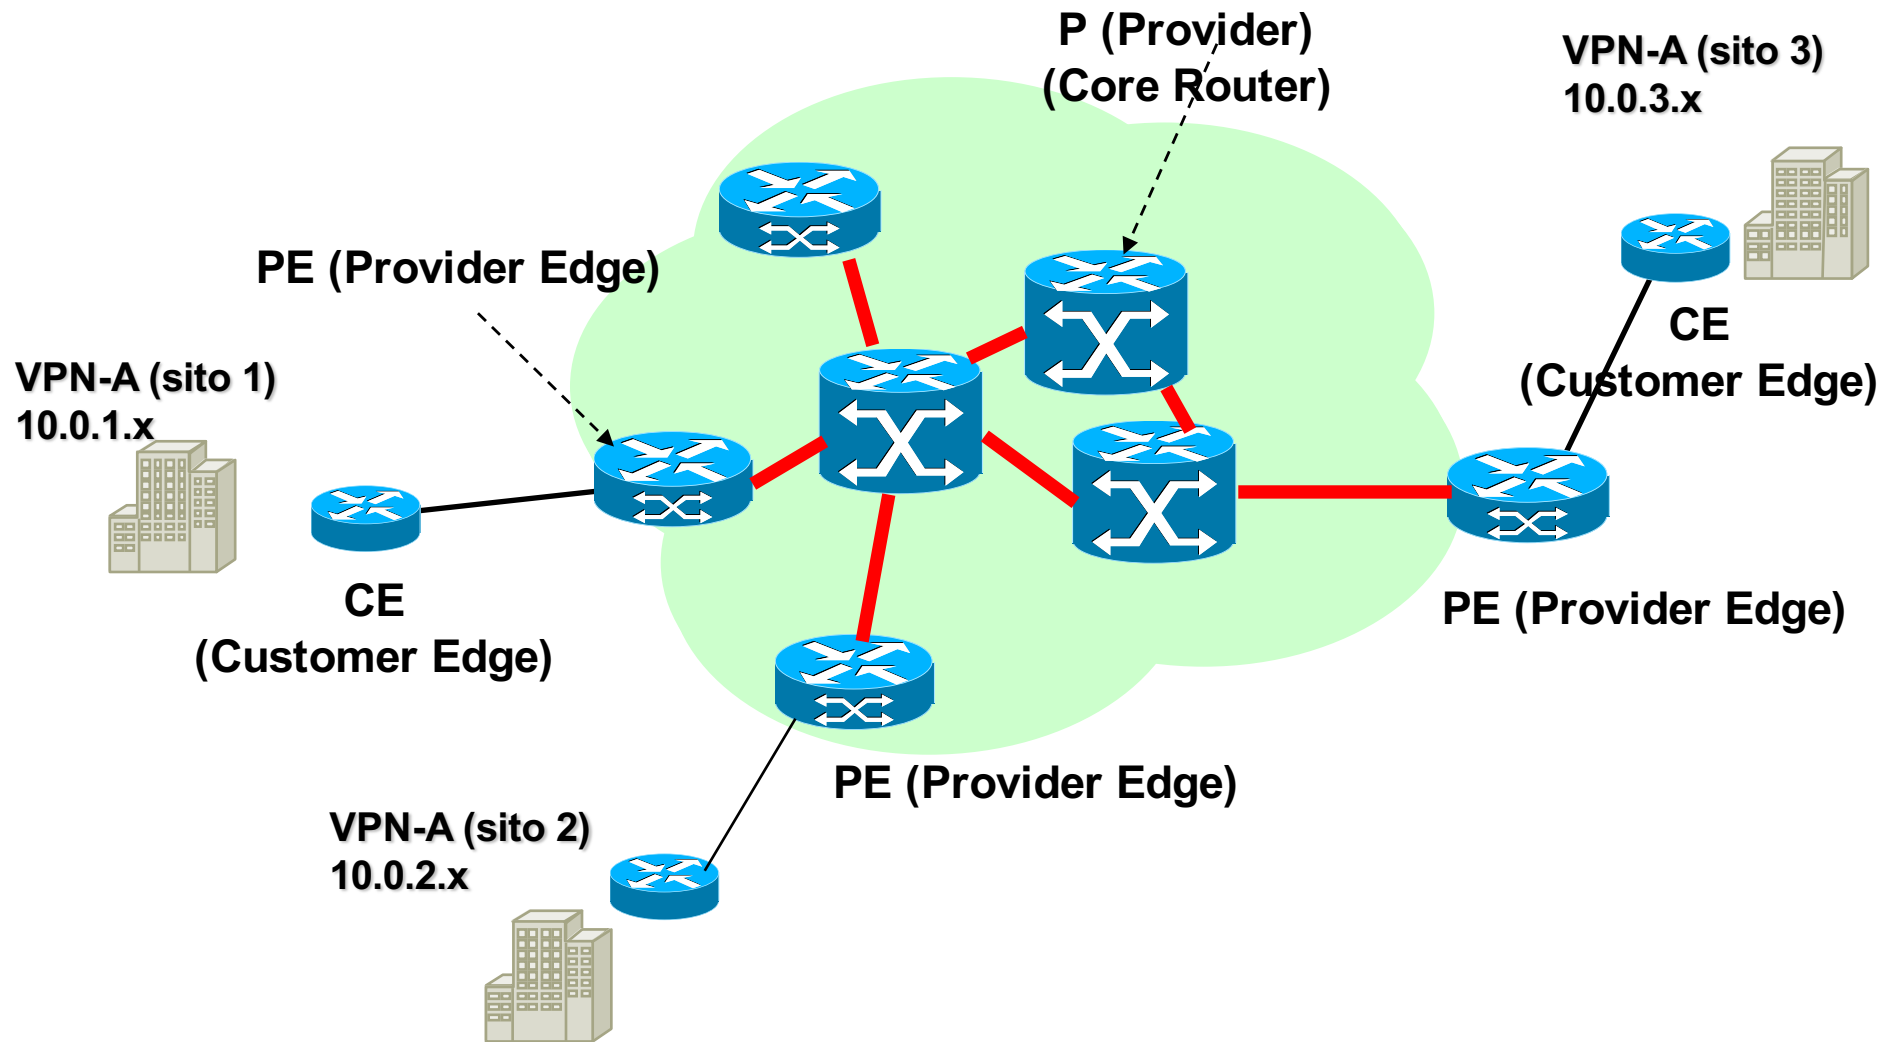 P (Provider)
(Core Router)
VPN-A (sito 3)
10.0.3.x
PE (Provider Edge)
CE
(Customer Edge)
VPN-A (sito 1)
10.0.1.x
CE
(Customer Edge)
PE (Provider Edge)
PE (Provider Edge)
VPN-A (sito 2)
10.0.2.x